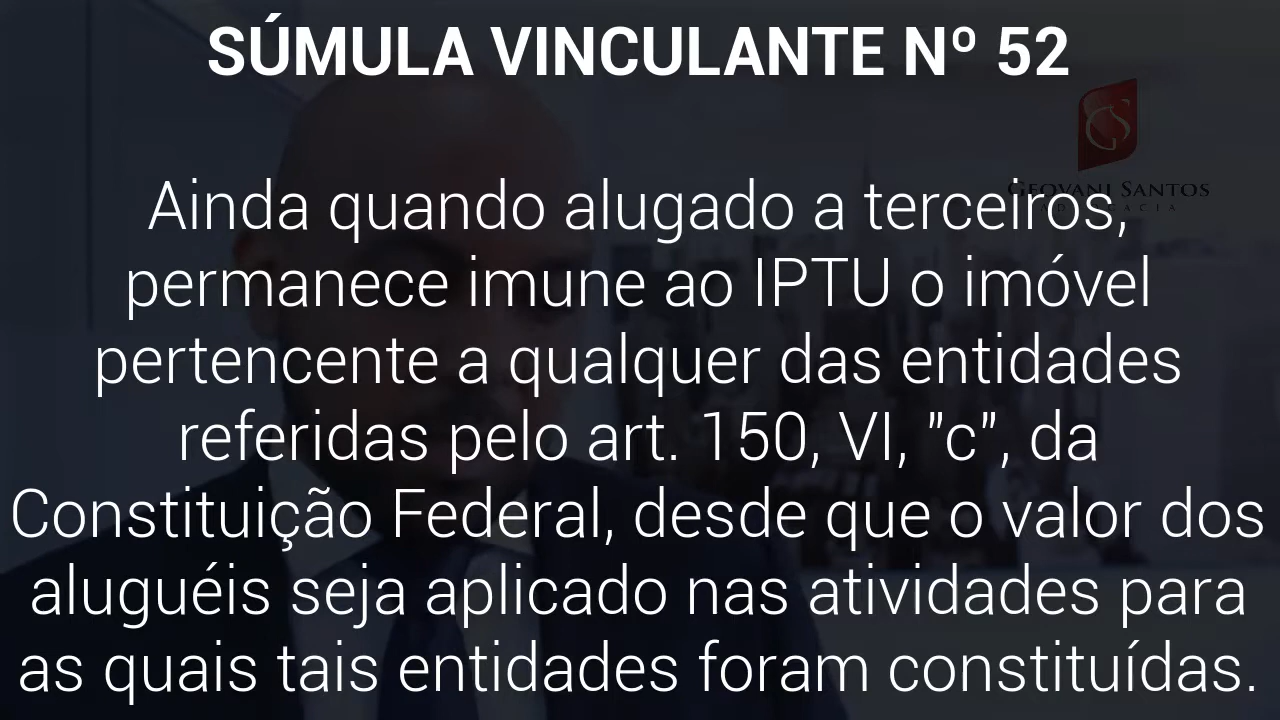 SÚMULA VINCULANTE Nº 52
GEOVANI SANTOS
Ainda quando alugado a terceiros,
permanece imune ao IPTU o imóvel
pertencente a qualquer das entidades
referidas pelo art. 150, VI, "c", da
Constituição Federal, desde que o valor dos
aluguéis seja aplicado nas atividades para
as quais tais entidades foram constituídas.